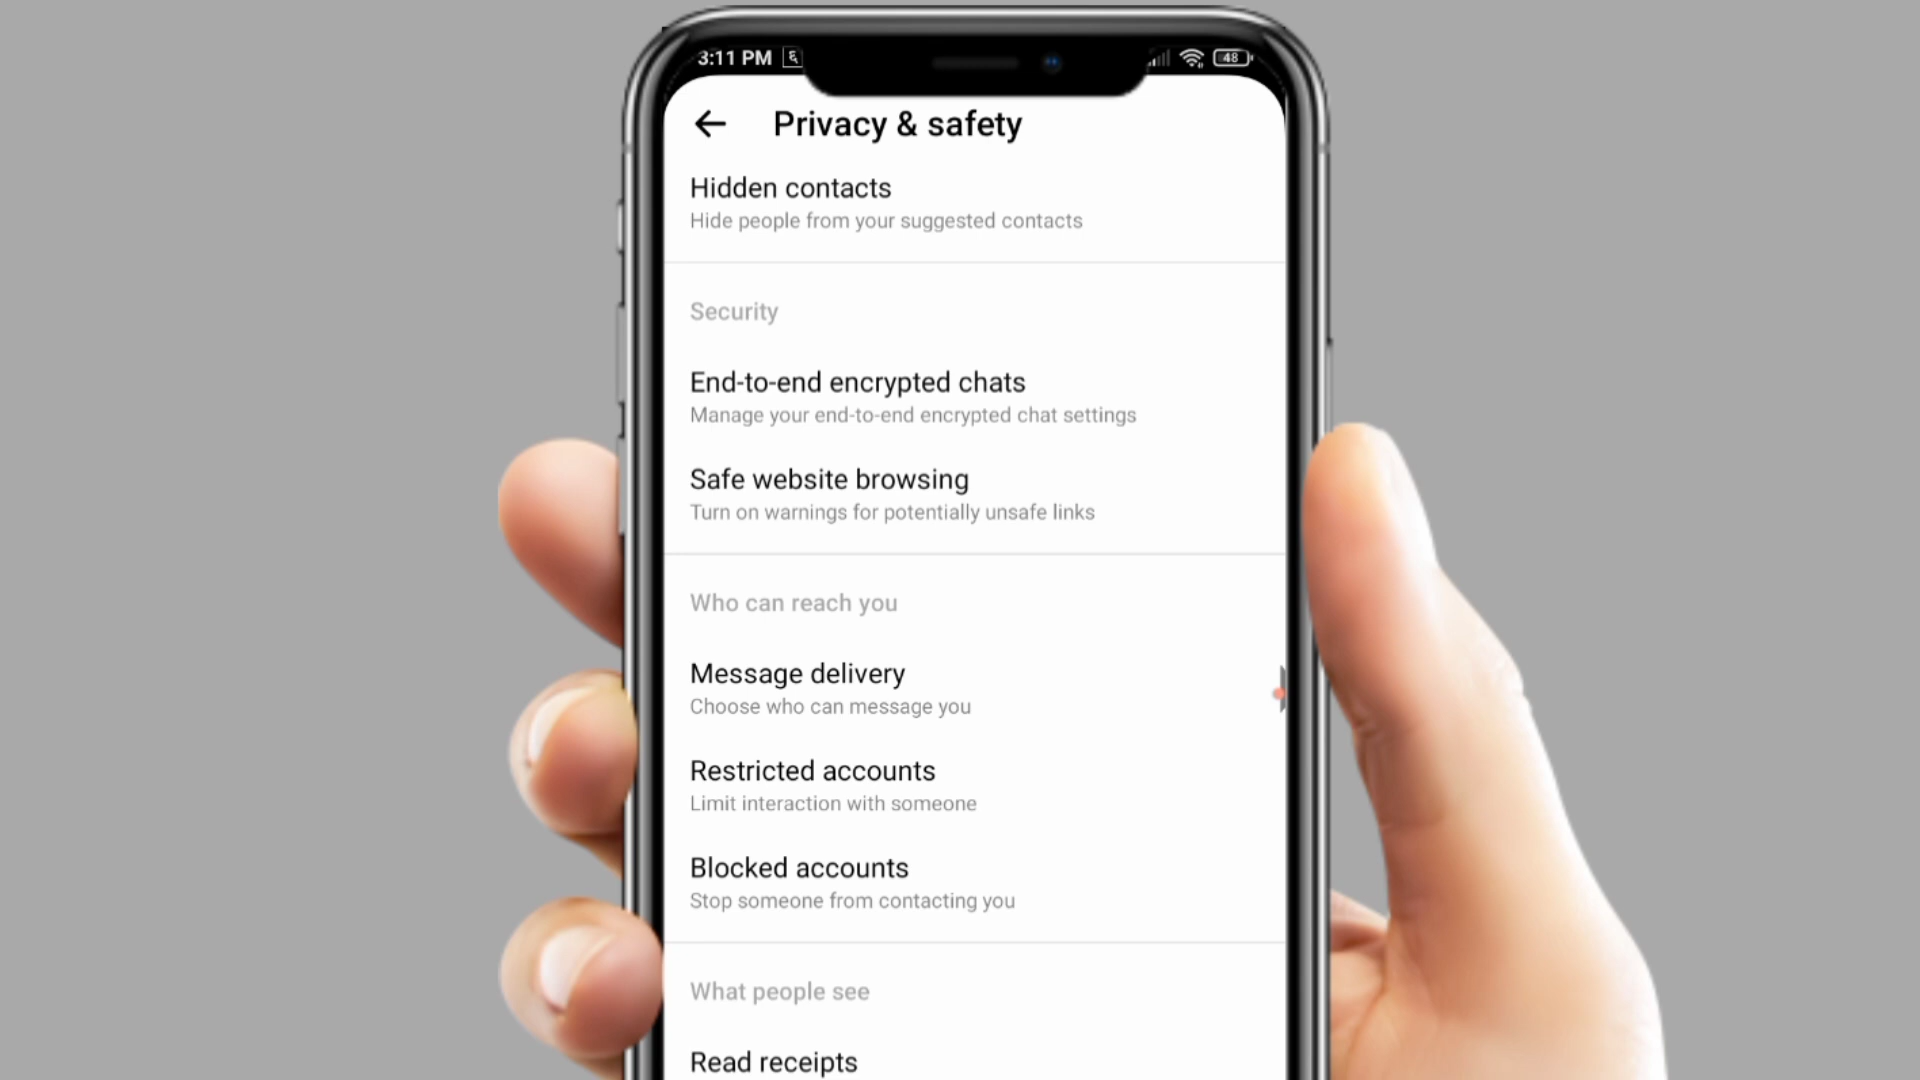 3:11 PM
48
Privacy & safety
Hidden contacts
Hide people from your suggested contacts
Security
End-to-end encrypted chats
Manage your end-to-end encrypted chat settings
Safe website browsing
Turn on warnings for potentially unsafe links
Who can reach you
Message delivery
Choose who can message you
Restricted accounts
Limit interaction with someone
Blocked accounts
Stop someone from contacting you
What people see
Read receipts